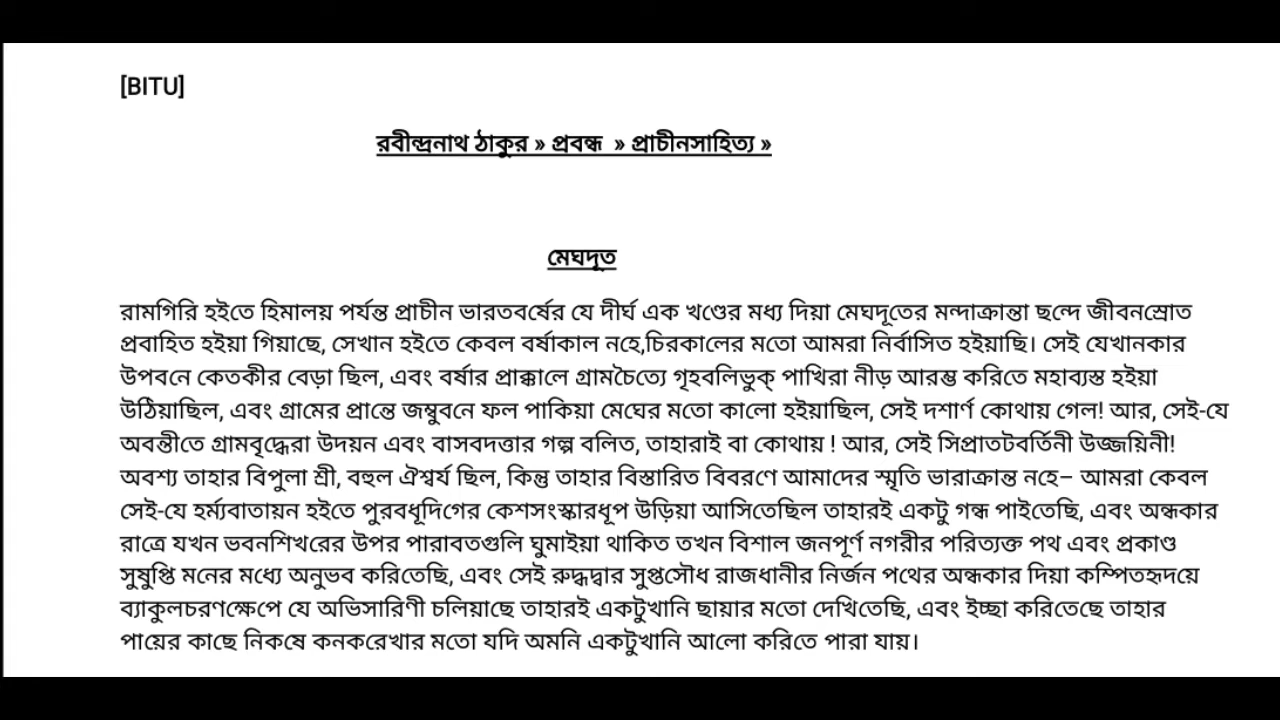 [BITU]
রবীন্দ্রনাথ ঠাকুর » প্রবন্ধ » প্রাচীনসাহিত্য »
মেঘদূত
রামগিরি হইতে হিমালয় পর্যন্ত প্রাচীন ভারতবর্ষের যে দীর্ঘ এক খণ্ডের মধ্য দিয়া মেঘদূতের মন্দাক্রান্তা ছন্দে জীবনস্রোত
প্রবাহিত হইয়া গিয়াছে, সেখান হইতে কেবল বর্ষাকাল নহে,চিরকালের মতো আমরা নির্বাসিত হইয়াছি। সেই যেখানকার
উপবনে কেতকীর বেড়া ছিল, এবং বর্ষার প্রাক্কালে গ্রামচৈত্যে গৃহবলিভুক্ পাখিরা নীড় আরম্ভ করিতে মহাব্যস্ত হইয়া
উঠিয়াছিল, এবং গ্রামের প্রান্তে জম্বুবনে ফল পাকিয়া মেঘের মতো কালো হইয়াছিল, সেই দশার্ণ কোথায় গেল! আর, সেই-যে
অবন্তীতে গ্রামবৃদ্ধেরা উদয়ন এবং বাসবদত্তার গল্প বলিত, তাহারাই বা কোথায় ! আর, সেই সিপ্রাতটবর্তিনী উজ্জয়িনী!
অবশ্য তাহার বিপুলা শ্রী, বহুল ঐশ্বর্য ছিল, কিন্তু তাহার বিস্তারিত বিবরণে আমাদের স্মৃতি ভারাক্রান্ত নহে– আমরা কেবল
সেই-যে হর্ম্যবাতায়ন হইতে পুরবধূদিগের কেশসংস্কারধূপ উড়িয়া আসিতেছিল তাহারই একটু গন্ধ পাইতেছি, এবং অন্ধকার
রাত্রে যখন ভবনশিখরের উপর পারাবতগুলি ঘুমাইয়া থাকিত তখন বিশাল জনপূর্ণ নগরীর পরিত্যক্ত পথ এবং প্রকাণ্ড
সুষুপ্তি মনের মধ্যে অনুভব করিতেছি, এবং সেই রুদ্ধদ্বার সুপ্তসৌধ রাজধানীর নির্জন পথের অন্ধকার দিয়া কম্পিতহৃদয়ে
ব্যাকুলচরণক্ষেপে যে অভিসারিণী চলিয়াছে তাহারই একটুখানি ছায়ার মতো দেখিতেছি, এবং ইচ্ছা করিতেছে তাহার
পায়ের কাছে নিকষে কনকরেখার মতো যদি অমনি একটুখানি আলো করিতে পারা যায়।